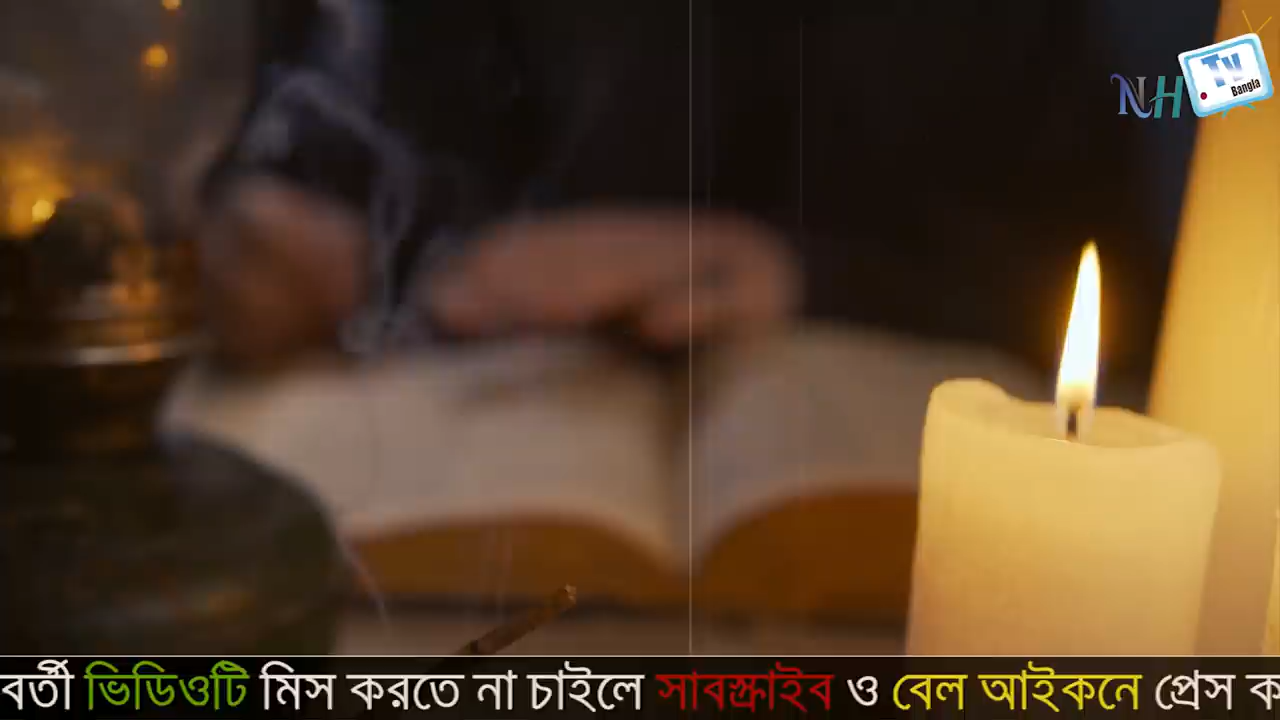 NH TV
Bangla
বর্তী ভিডিওটি মিস করতে না চাইলে সাবস্ক্রাইব ও বেল আইকনে প্রেস ক